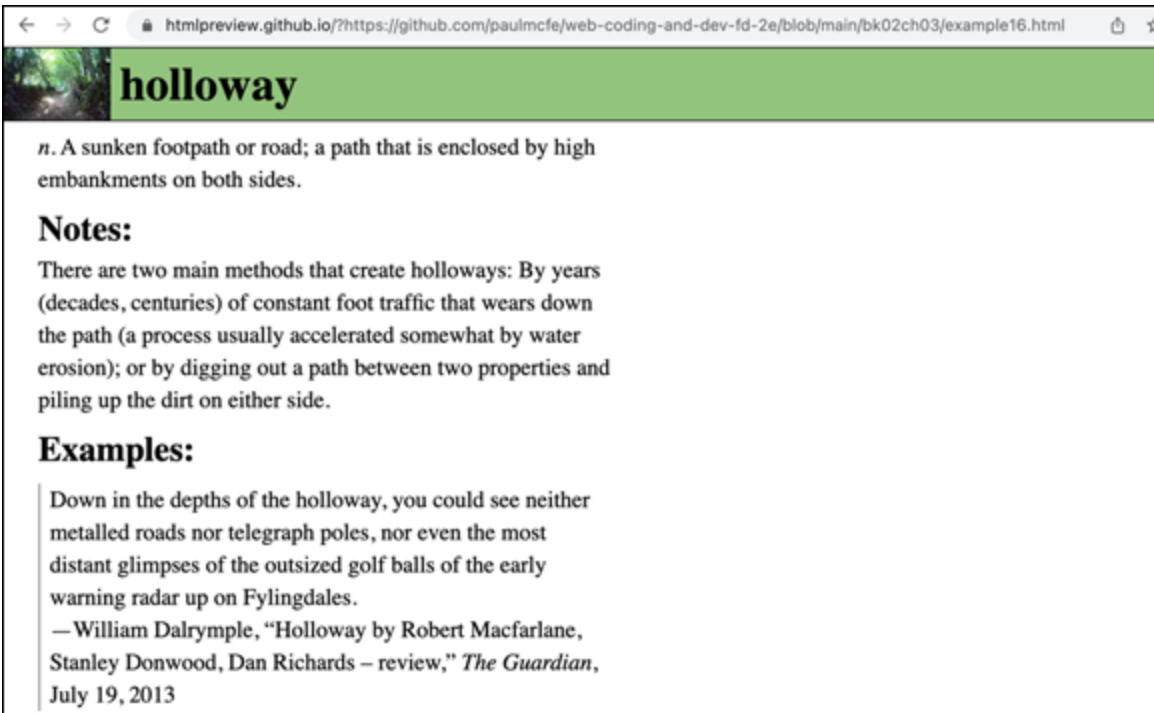 htmlpreview.github.io/?https://github.com/paulmcfe/web-coding-and-dev-fd-2e/blob/main/bk02ch03/example16.html
holloway
n. A sunken footpath or road; a path that is enclosed by high
embankments on both sides.
Notes:
There are two main methods that create holloways: By years
(decades, centuries) of constant foot traffic that wears down
the path (a process usually accelerated somewhat by water
erosion); or by digging out a path between two properties and
piling up the dirt on either side.
Examples:
Down in the depths of the holloway, you could see neither
metalled roads nor telegraph poles, nor even the most
distant glimpses of the outsized golf balls of the early
warning radar up on Fylingdales.
—William Dalrymple, “Holloway by Robert Macfarlane,
Stanley Donwood, Dan Richards – review,” The Guardian,
July 19, 2013